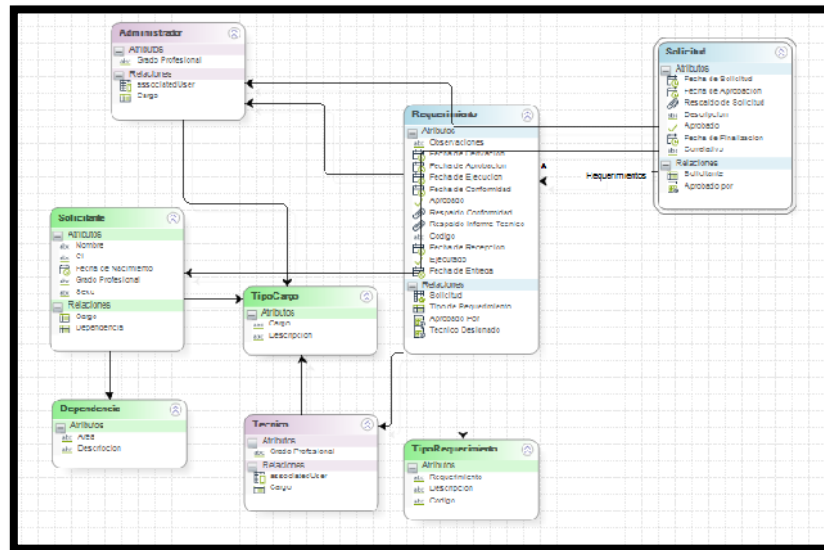 Administrador
Atributos
Grado Profesional
Relaciones
associatedUser
Cargo
Solicitud
Atributos
Fecha de Solicitud
Fecha de Aprobacion
Respaldo de Solicitud
Descripcion
Aprobado
Fecha de Finalizacion
Correlativo
Relaciones
Solicitante
Aprobado por
Requerimiento
Atributos
Observaciones
Fecha de Derivacion
Fecha de Aprobacion
Fecha de Ejecucion
Fecha de Conformidad
Aprobado
Respaldo Conformidad
Respaldo Informe Tecnico
Codigo
Fecha de Recepcion
Ejecutado
Fecha de Entrega
Relaciones
Solicitud
Tipo de Requerimiento
Aprobado Por
Tecnico Designado
Requerimientos
Solicitante
Atributos
Nombre
CI
Fecha de Nacimiento
Grado Profesional
Sexo
Relaciones
Cargo
Dependencia
TipoCargo
Atributos
Cargo
Descripcion
Dependencia
Atributos
Area
Descripcion
Tecnico
Atributos
Grado Profesional
Relaciones
associatedUser
Cargo
TipoRequerimiento
Atributos
Requerimiento
Descripcion
Codigo